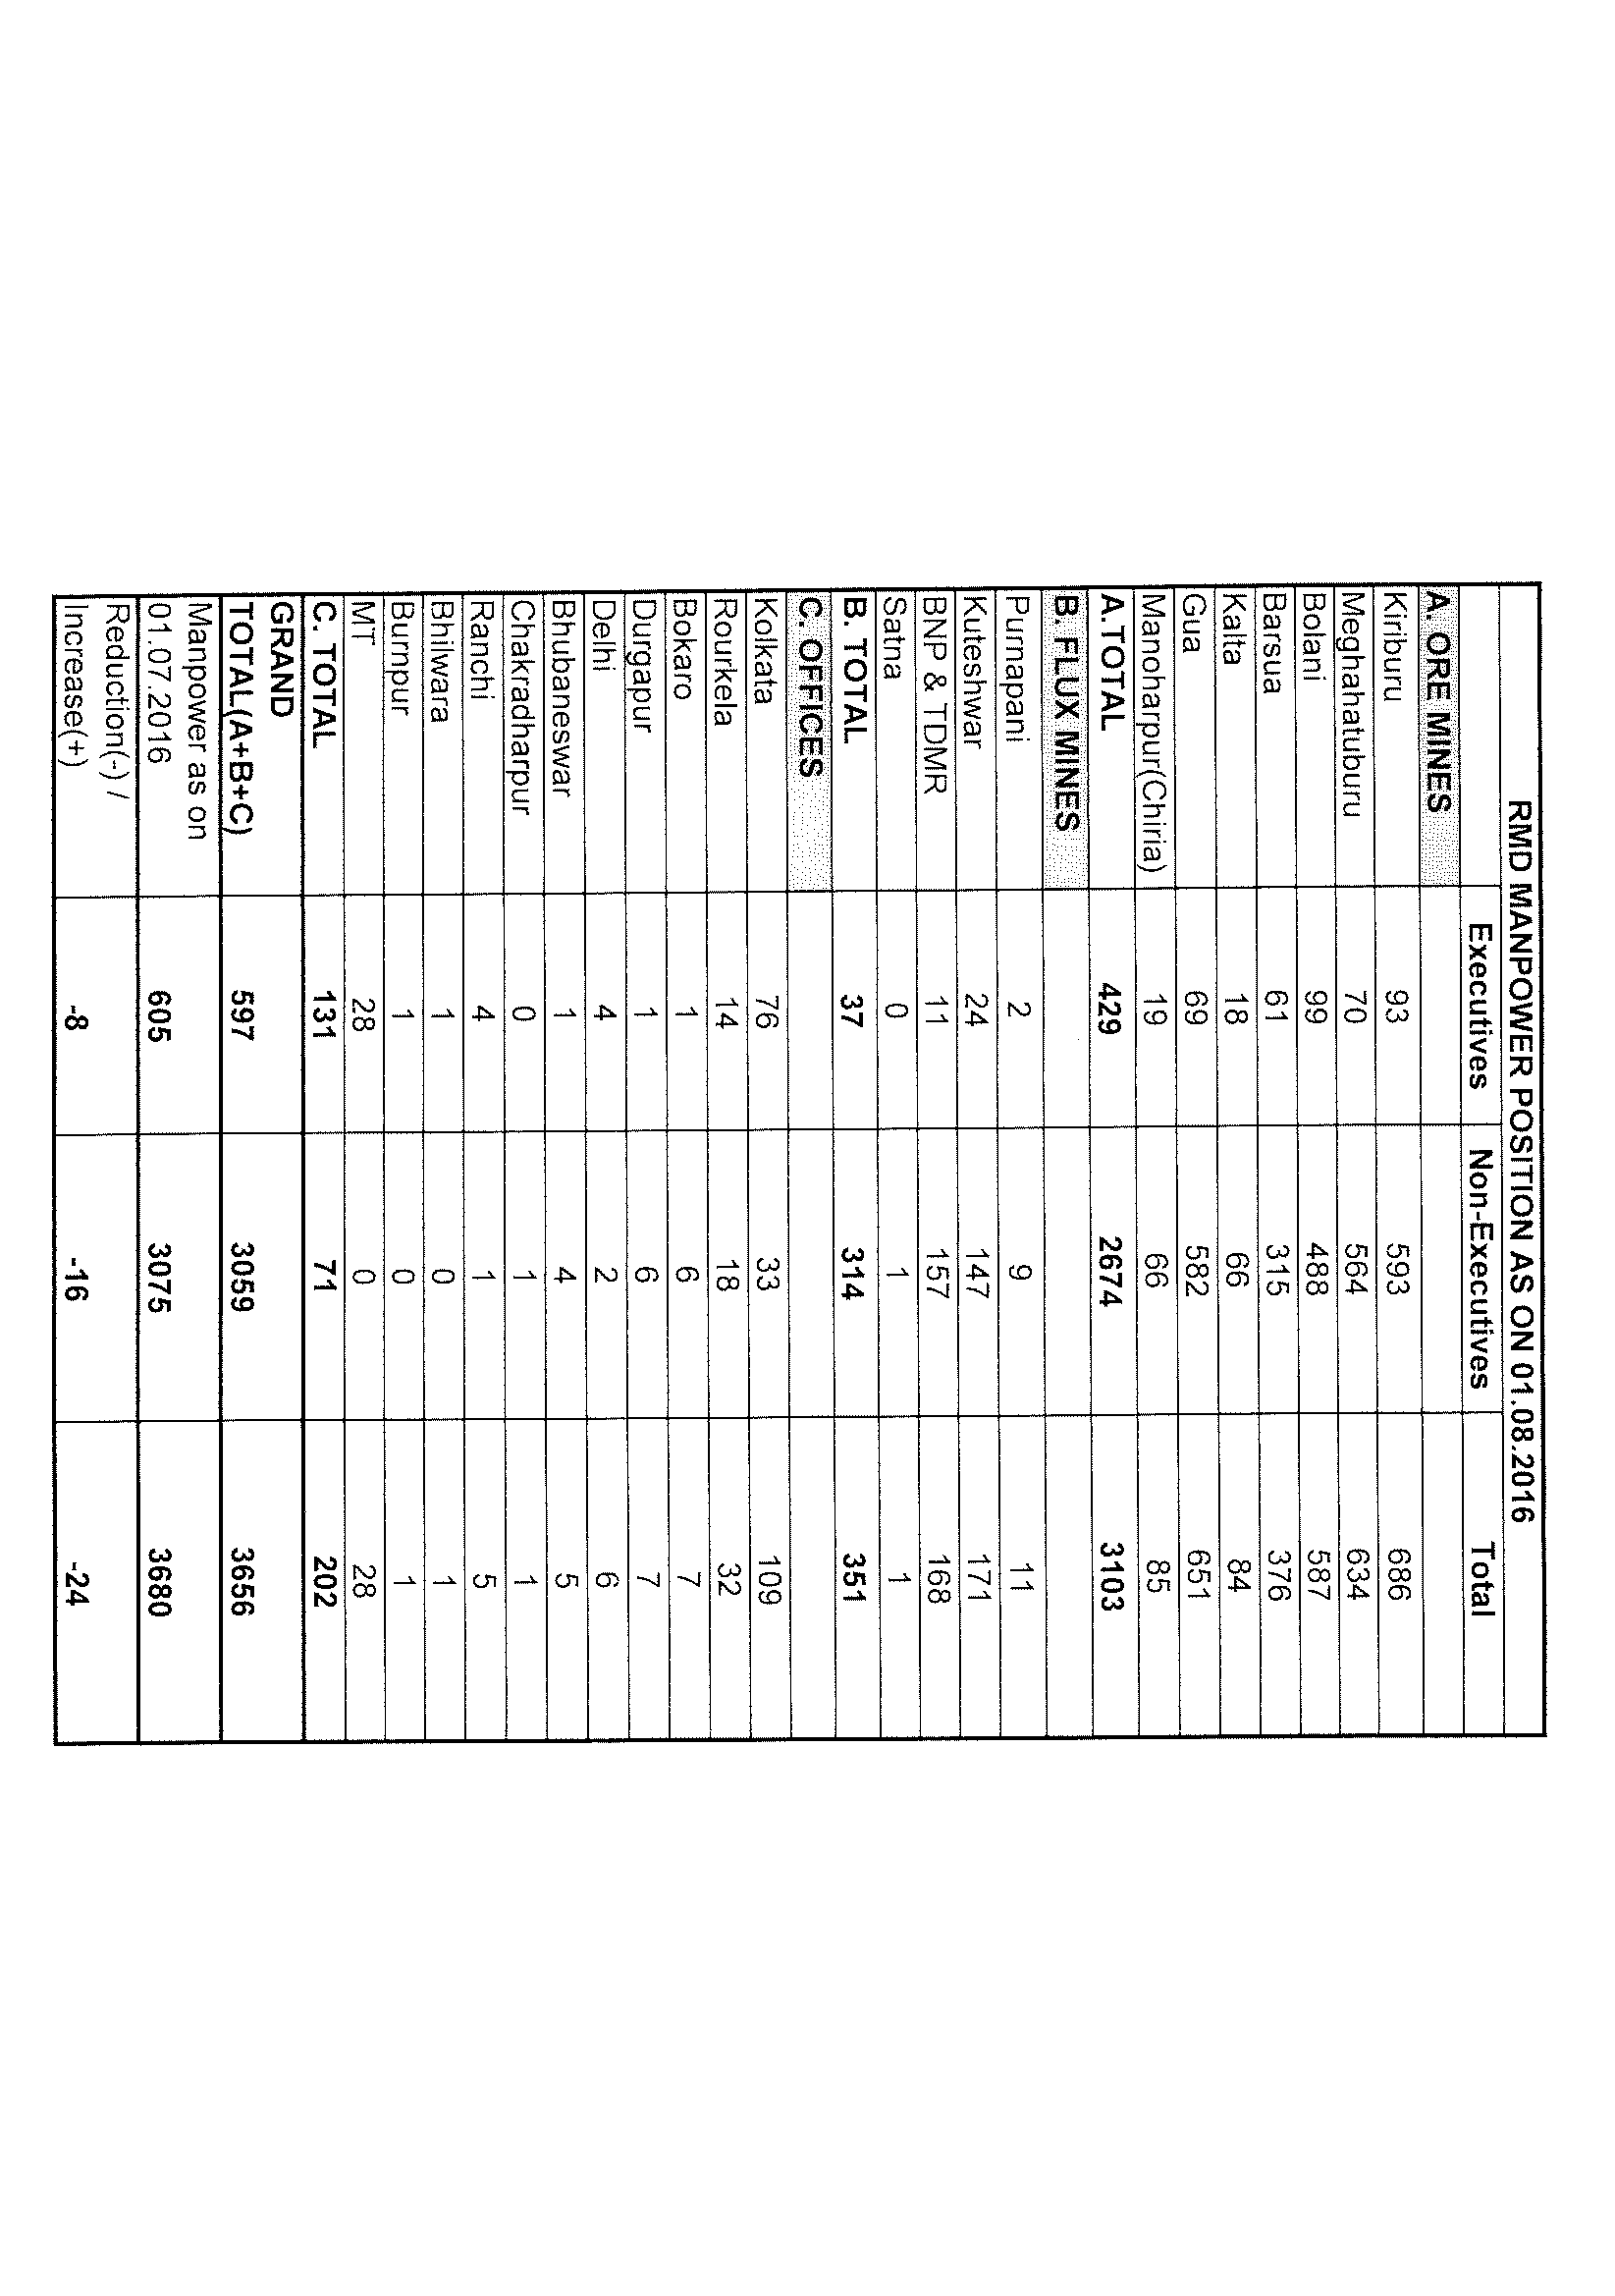 RMD MANPOWER POSITION AS ON 01.08.2016
Executives Non-Executives Total
A. ORE MINES
Kiriburu 93 593 686
Meghahatuburu 70 564 634
Bolani 99 488 587
Barsua 61 315 376
Kalta 18 66 84
Gua 69 582 651
Manoharpur(Chiria) 19 66 85
A.TOTAL 429 2674 3103
B. FLUX MINES
Purnapani 2 9 11
Kuteshwar 24 147 171
BNP & TDMR 11 157 168
Satna 0 1 1
B. TOTAL 37 314 351
C. OFFICES
Kolkata 76 33 109
Rourkela 14 18 32
Bokaro 1 6 7
Durgapur 1 6 7
Delhi 4 2 6
Bhubaneswar 1 4 5
Chakradharpur 0 1 1
Ranchi 4 1 5
Bhilwara 1 0 1
Burnpur 1 0 1
MT 28 0 28
C. TOTAL 131 71 202
GRAND
TOTAL(A+B+C) 597 3059 3656
Manpower as on
01.07.2016 605 3075 3680
Reduction(-) /
Increase(+) -8 -16 -24